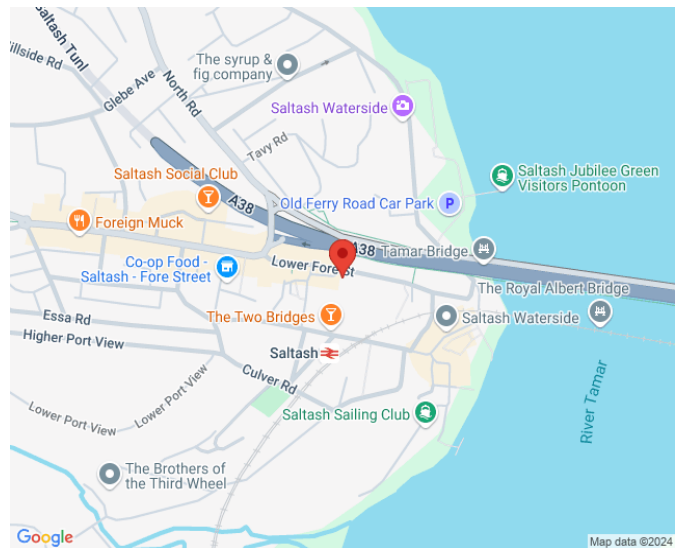 Saltash Tunl
Hillside Rd
Glebe Ave
North Rd
The syrup &
fig company
Saltash Waterside
Tavy Rd
Saltash Social Club
A38
Saltash Jubilee Green
Visitors Pontoon
Old Ferry Road Car Park
P
Foreign Muck
A38
Tamar Bridge
Co-op Food -
Saltash - Fore Street
Lower Fore St
The Royal Albert Bridge
Essa Rd
The Two Bridges
Saltash Waterside
Higher Port View
Saltash
Culver Rd
Lower Port View
Lower Port View
Saltash Sailing Club
River Tamar
The Brothers of
the Third Wheel
Google
Map data ©2024